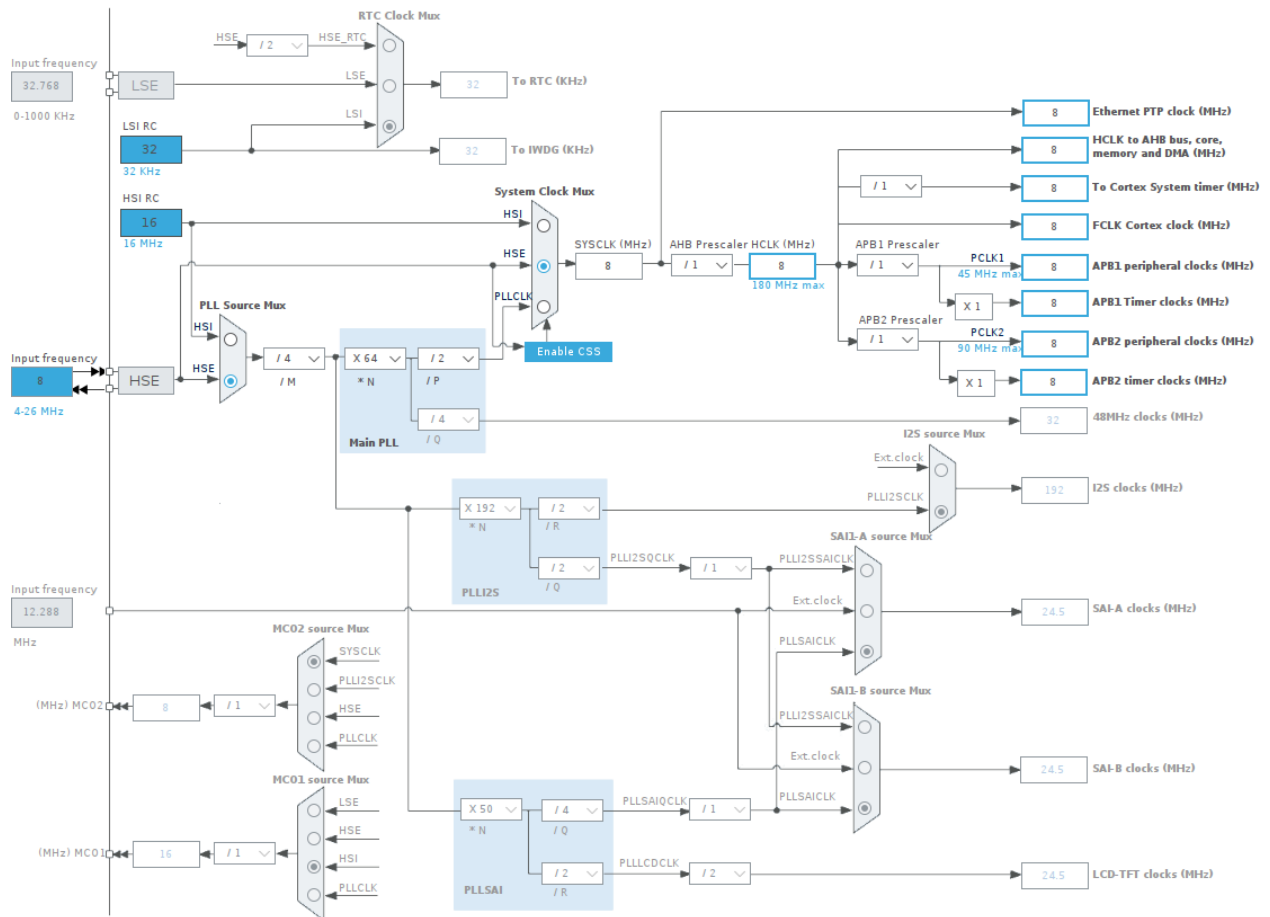 RTC Clock Mux
HSE
/ 2
HSE_RTC
Input frequency
32.768
0-1000 KHz
LSE
LSE
32
To RTC (KHz)
LSI RC
32
32 KHz
LSI
32
To IWDG (KHz)
8
Ethernet PTP clock (MHz)
8
HCLK to AHB bus, core,
memory and DMA (MHz)
/ 1
8
To Cortex System timer (MHz)
HSI RC
16
16 MHz
System Clock Mux
HSI
8
FCLK Cortex clock (MHz)
HSE
SYSCLK (MHz)
8
AHB Prescaler
/ 1
HCLK (MHz)
8
180 MHz max
APB1 Prescaler
/ 1
PCLK1
45 MHz max
8
APB1 peripheral clocks (MHz)
X 1
8
APB1 Timer clocks (MHz)
PLL Source Mux
HSI
PLLCLK
Enable CSS
APB2 Prescaler
/ 1
PCLK2
90 MHz max
8
APB2 peripheral clocks (MHz)
X 1
8
APB2 timer clocks (MHz)
Input frequency
8
4-26 MHz
HSE
HSE
/ 4
/ M
X 64
* N
/ 2
/ P
/ 4
/ Q
Main PLL
32
48MHz clocks (MHz)
I2S source Mux
Ext.clock
PLLI2SCLK
192
I2S clocks (MHz)
X 192
* N
/ 2
/ R
/ 2
/ Q
PLLI2S
PLLI2SQCLK
/ 1
SAI1-A source Mux
PLLI2SSAICLK
Ext.clock
PLLSAICLK
24.5
SAI-A clocks (MHz)
Input frequency
12.288
MHz
MCO2 source Mux
SYSCLK
PLLI2SCLK
HSE
PLLCLK
(MHz) MCO2
8
/ 1
SAI1-B source Mux
PLLI2SSAICLK
Ext.clock
PLLSAICLK
24.5
SAI-B clocks (MHz)
MCO1 source Mux
LSE
HSE
HSI
PLLCLK
(MHz) MCO1
16
/ 1
X 50
* N
/ 4
/ Q
PLLSAIQCLK
/ 1
/ 2
/ R
PLLSAI
PLLLCDCLK
/ 2
24.5
LCD-TFT clocks (MHz)